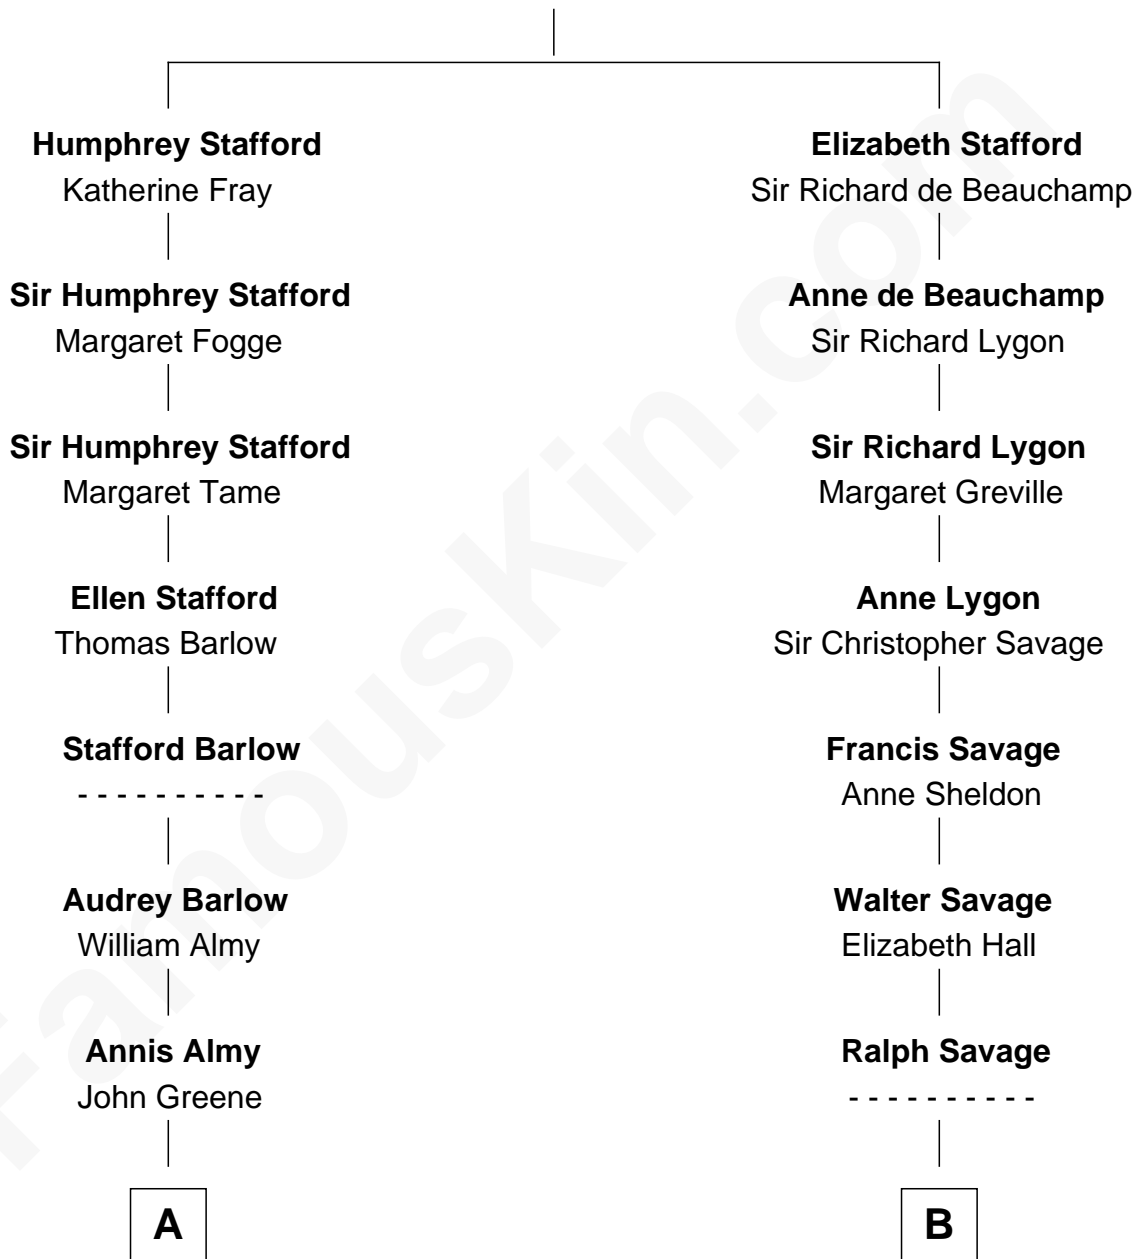 Humphrey Stafford
Katherine Fray
Sir Humphrey Stafford
Margaret Fogge
Sir Humphrey Stafford
Margaret Tame
Ellen Stafford
Thomas Barlow
Stafford Barlow
- - - - - - - - - -
Audrey Barlow
William Almy
Annis Almy
John Greene
A
Elizabeth Stafford
Sir Richard de Beauchamp
Anne de Beauchamp
Sir Richard Lygon
Sir Richard Lygon
Margaret Greville
Anne Lygon
Sir Christopher Savage
Francis Savage
Anne Sheldon
Walter Savage
Elizabeth Hall
Ralph Savage
- - - - - - - - - -
B
FamousKin.com